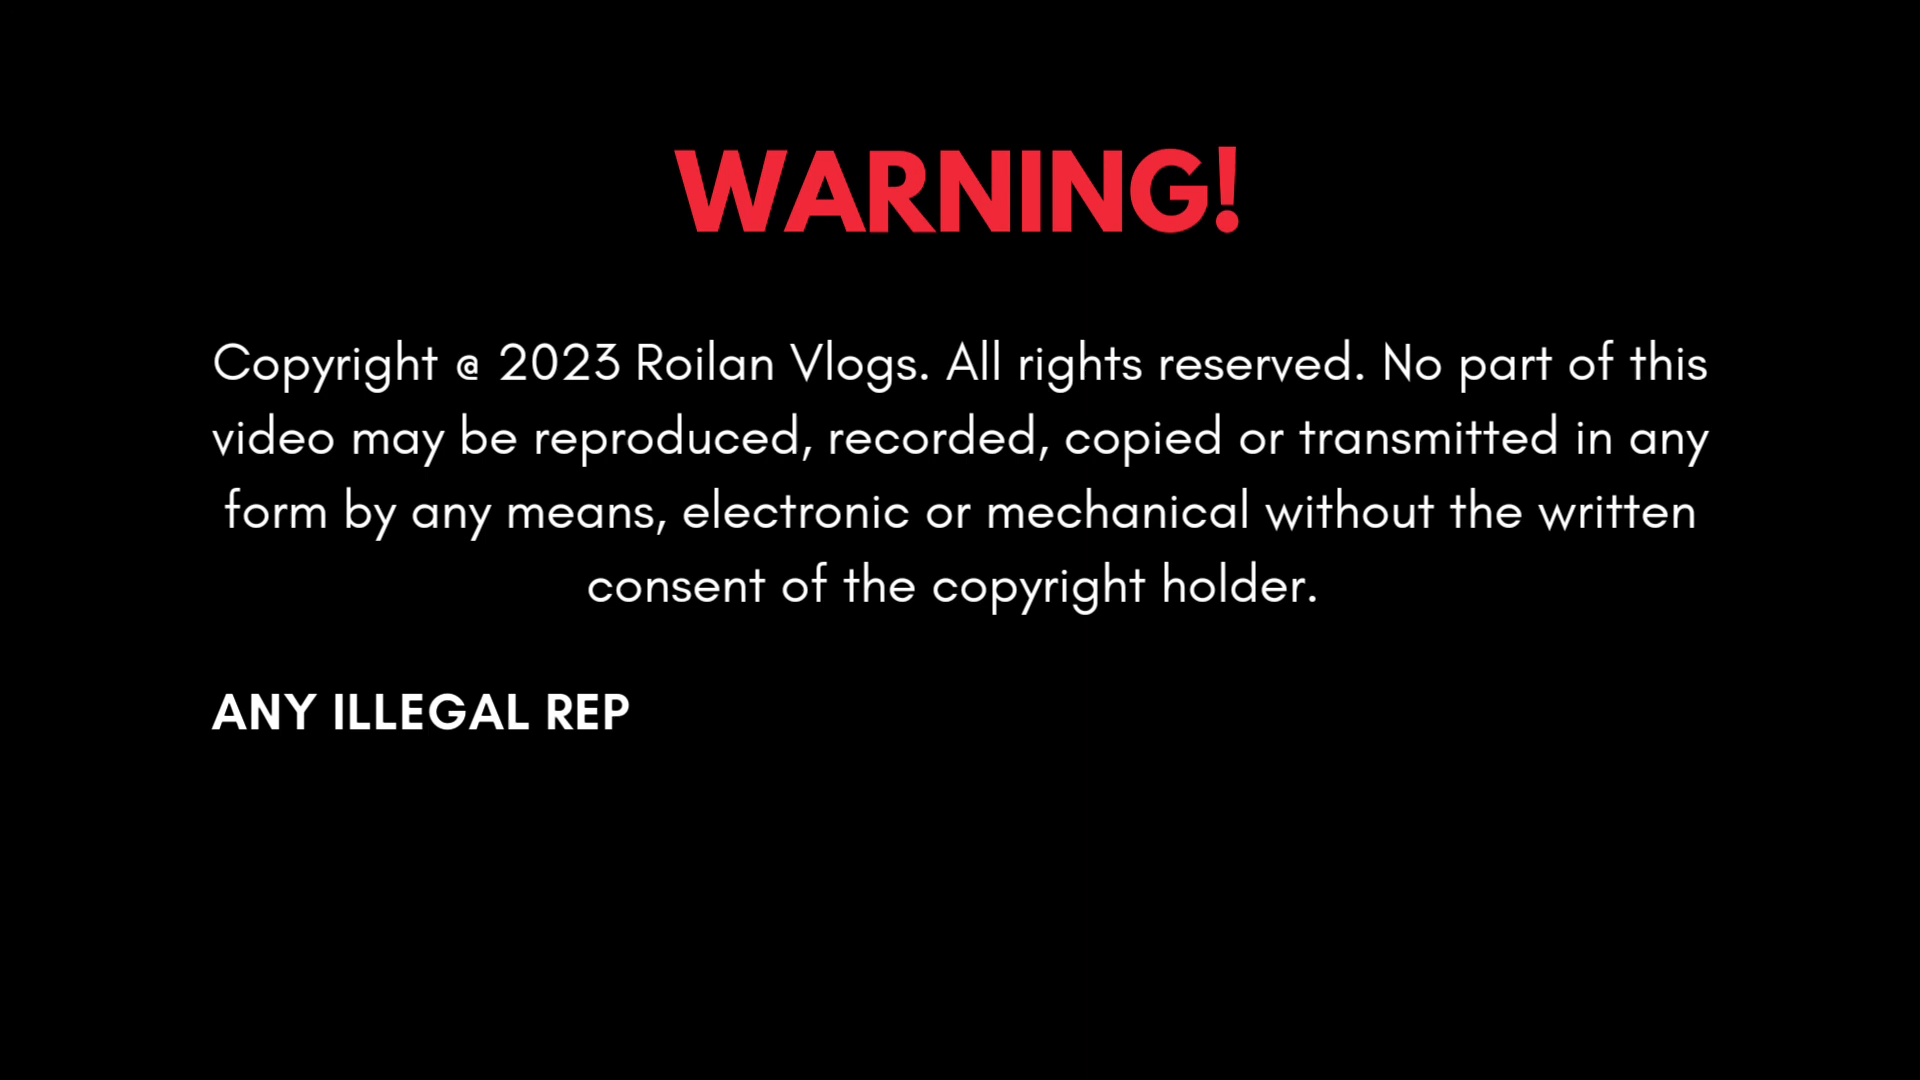 WARNING!
Copyright @ 2023 Roilan Vlogs. All rights reserved. No part of this
video may be reproduced, recorded, copied or transmitted in any
form by any means, electronic or mechanical without the written
consent of the copyright holder.
ANY ILLEGAL REP